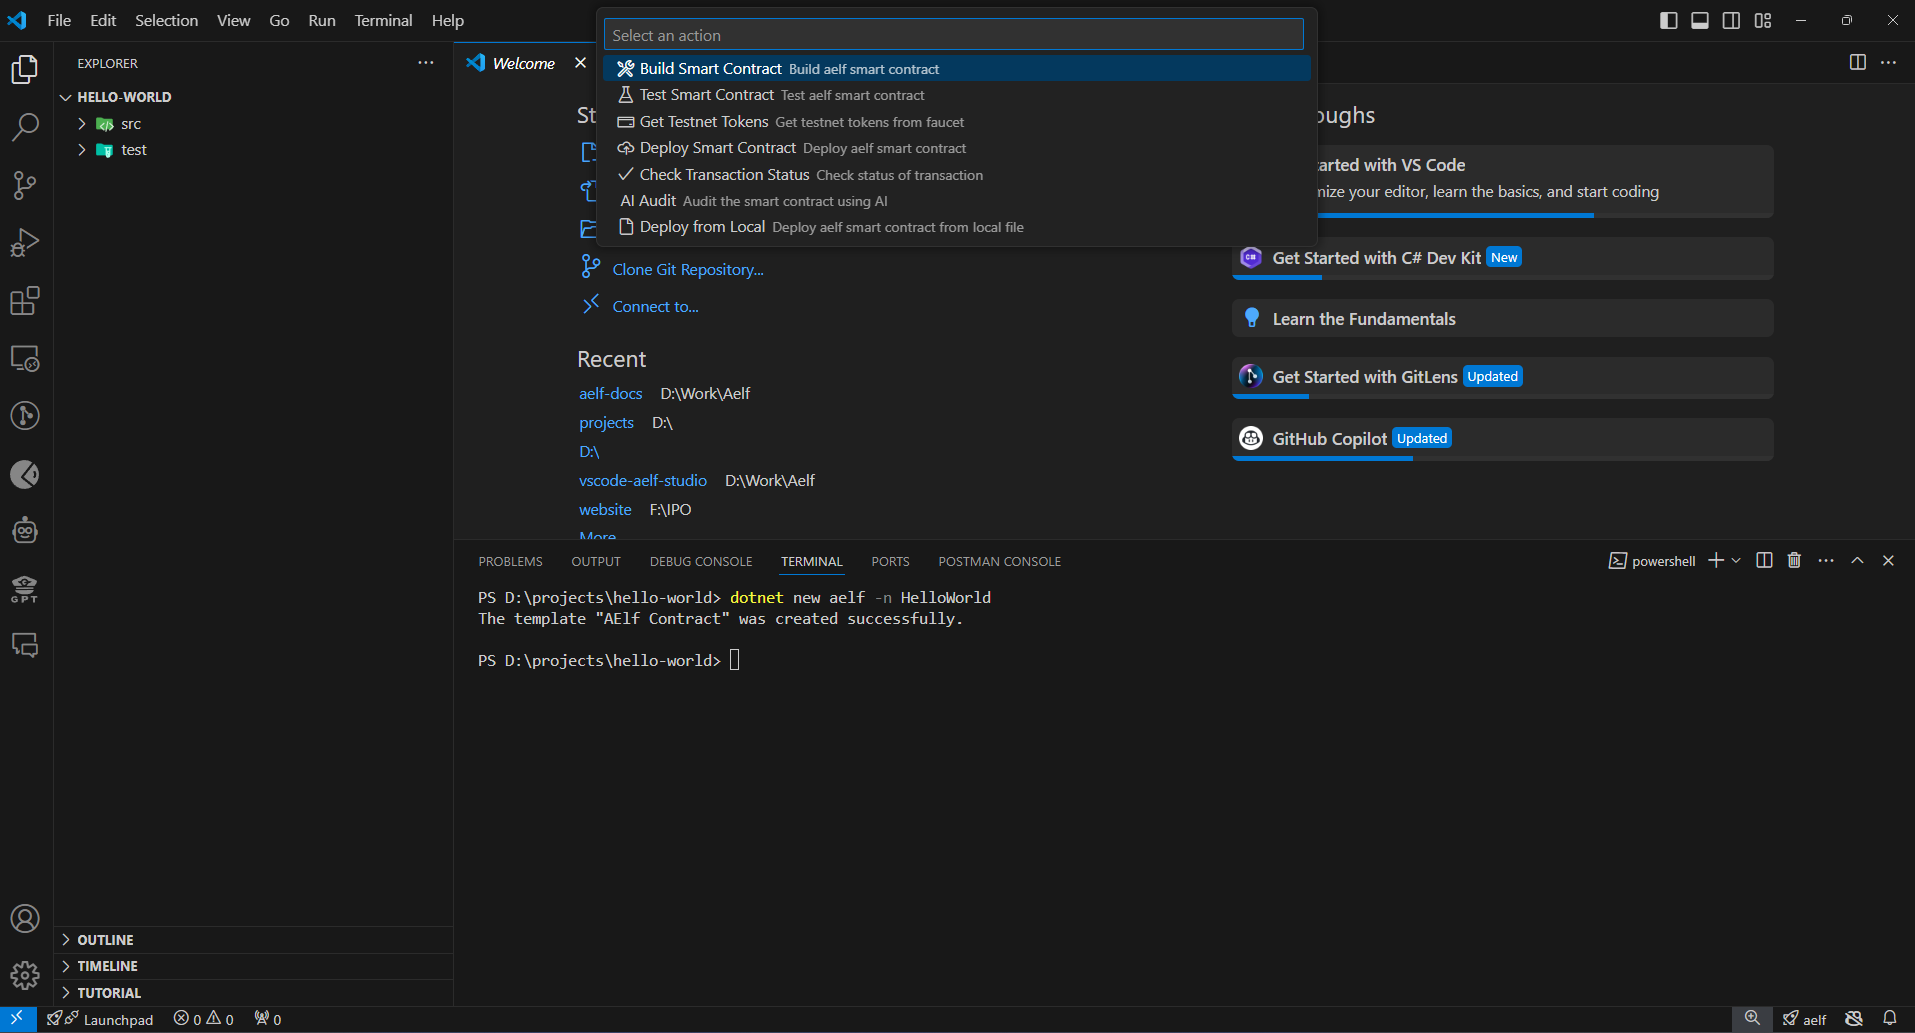 File Edit Selection View Go Run Terminal Help
Select an action
Build Smart Contract Build aelf smart contract
Test Smart Contract Test aelf smart contract
Get Testnet Tokens Get testnet tokens from faucet
Deploy Smart Contract Deploy aelf smart contract
Check Transaction Status Check status of transaction
AI Audit Audit the smart contract using AI
Deploy from Local Deploy aelf smart contract from local file
EXPLORER
HELLO-WORLD
src
test
OUTLINE
TIMELINE
TUTORIAL
Welcome
St
Clone Git Repository...
Connect to...
Recent
aelf-docs D:\Work\Aelf
projects D:\
D:\
vscode-aelf-studio D:\Work\Aelf
website F:\IPO
More
oughs
arted with VS Code
mize your editor, learn the basics, and start coding
Get Started with C# Dev Kit New
Learn the Fundamentals
Get Started with GitLens Updated
GitHub Copilot Updated
PROBLEMS OUTPUT DEBUG CONSOLE TERMINAL PORTS POSTMAN CONSOLE
powershell
PS D:\projects\hello-world> dotnet new aelf -n HelloWorld
The template "AElf Contract" was created successfully.
PS D:\projects\hello-world>
GPT
Launchpad 0 0 0
aelf